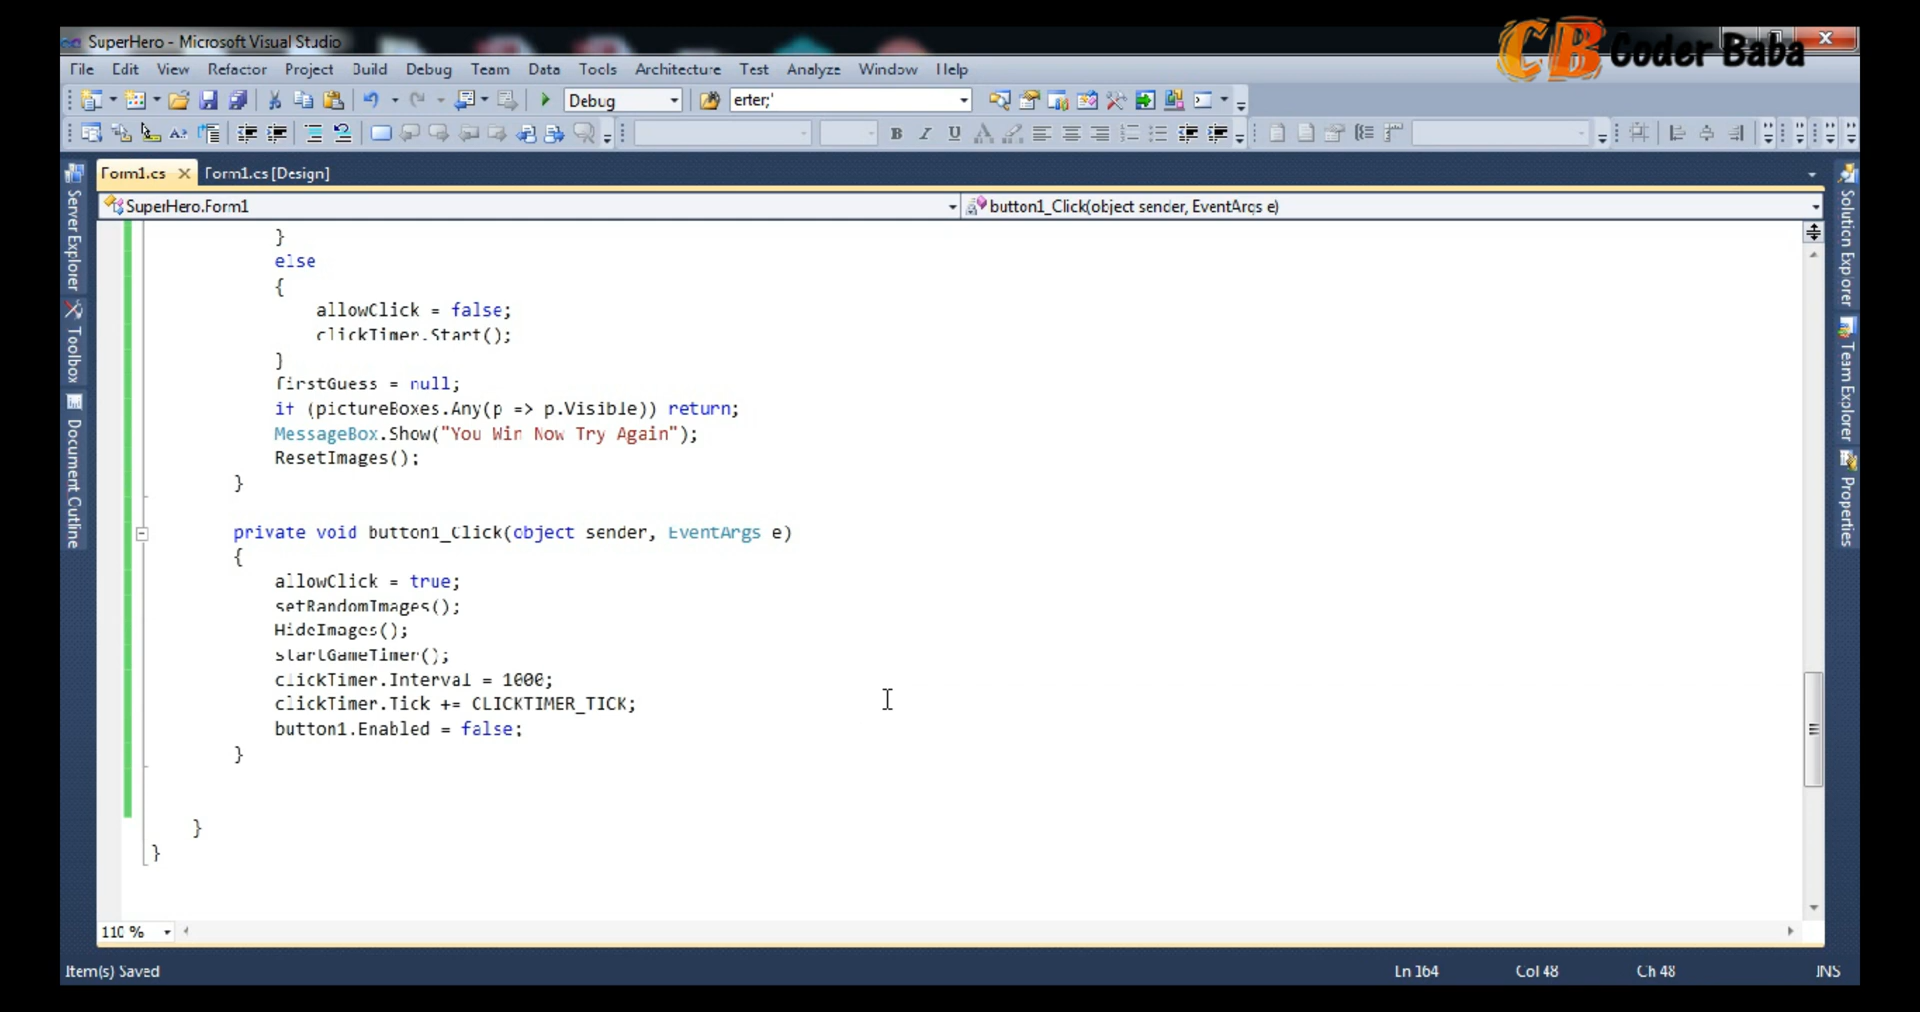 SuperHero - Microsoft Visual Studio
CB Coder Baba
File Edit View Refactor Project Build Debug Team Data Tools Architecture Test Analyze Window Help
Debug erter;'
Form1.cs Form1.cs [Design]
SuperHero.Form1 button1_Click(object sender, EventArgs e)
Server Explorer
Toolbox
Document Outline
}
else
{
allowClick = false;
clickTimer.Start();
}
firstGuess = null;
if (pictureBoxes.Any(p => p.Visible)) return;
MessageBox.Show("You Win Now Try Again");
ResetImages();
}
private void button1_Click(object sender, EventArgs e)
{
allowClick = true;
setRandomImages();
HideImages();
startGameTimer();
clickTimer.Interval = 1000;
clickTimer.Tick += CLICKTIMER_TICK;
button1.Enabled = false;
}
}
}
Solution Explorer
Team Explorer
Properties
110 %
Item(s) Saved Ln 164 Col 48 Ch 48 INS